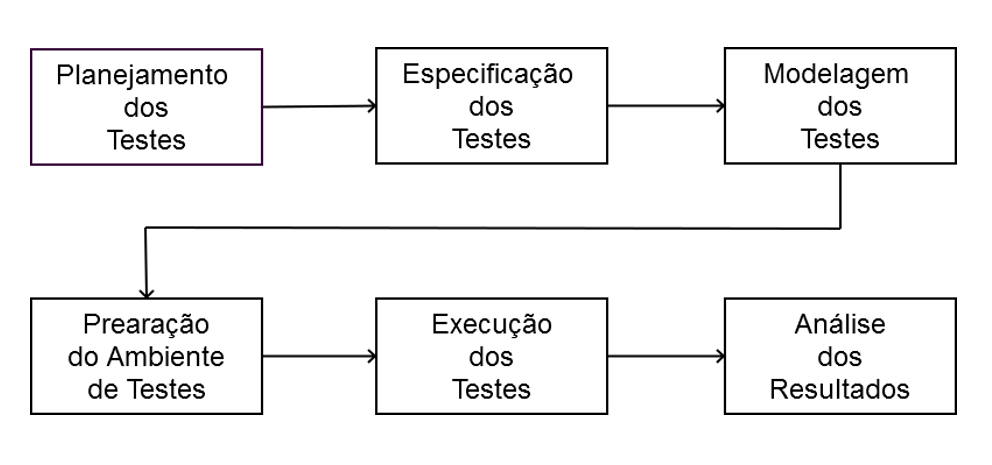 Planejamento
dos
Testes
Especificação
dos
Testes
Modelagem
dos
Testes
Prearação
do Ambiente
de Testes
Execução
dos
Testes
Análise
dos
Resultados